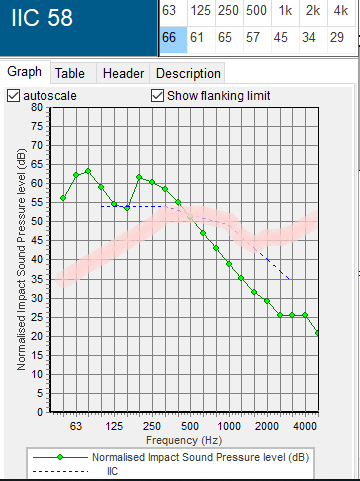 IIC 58
63 125 250 500 1k 2k 4k
66 61 65 57 45 34 29
Graph Table Header Description
autoscale Show flanking limit
80
75
70
65
60
55
50
45
40
35
30
25
20
15
10
5
0
Normalised Impact Sound Pressure level (dB)
63 125 250 500 1000 2000 4000
Frequency (Hz)
Normalised Impact Sound Pressure level (dB)
IIC